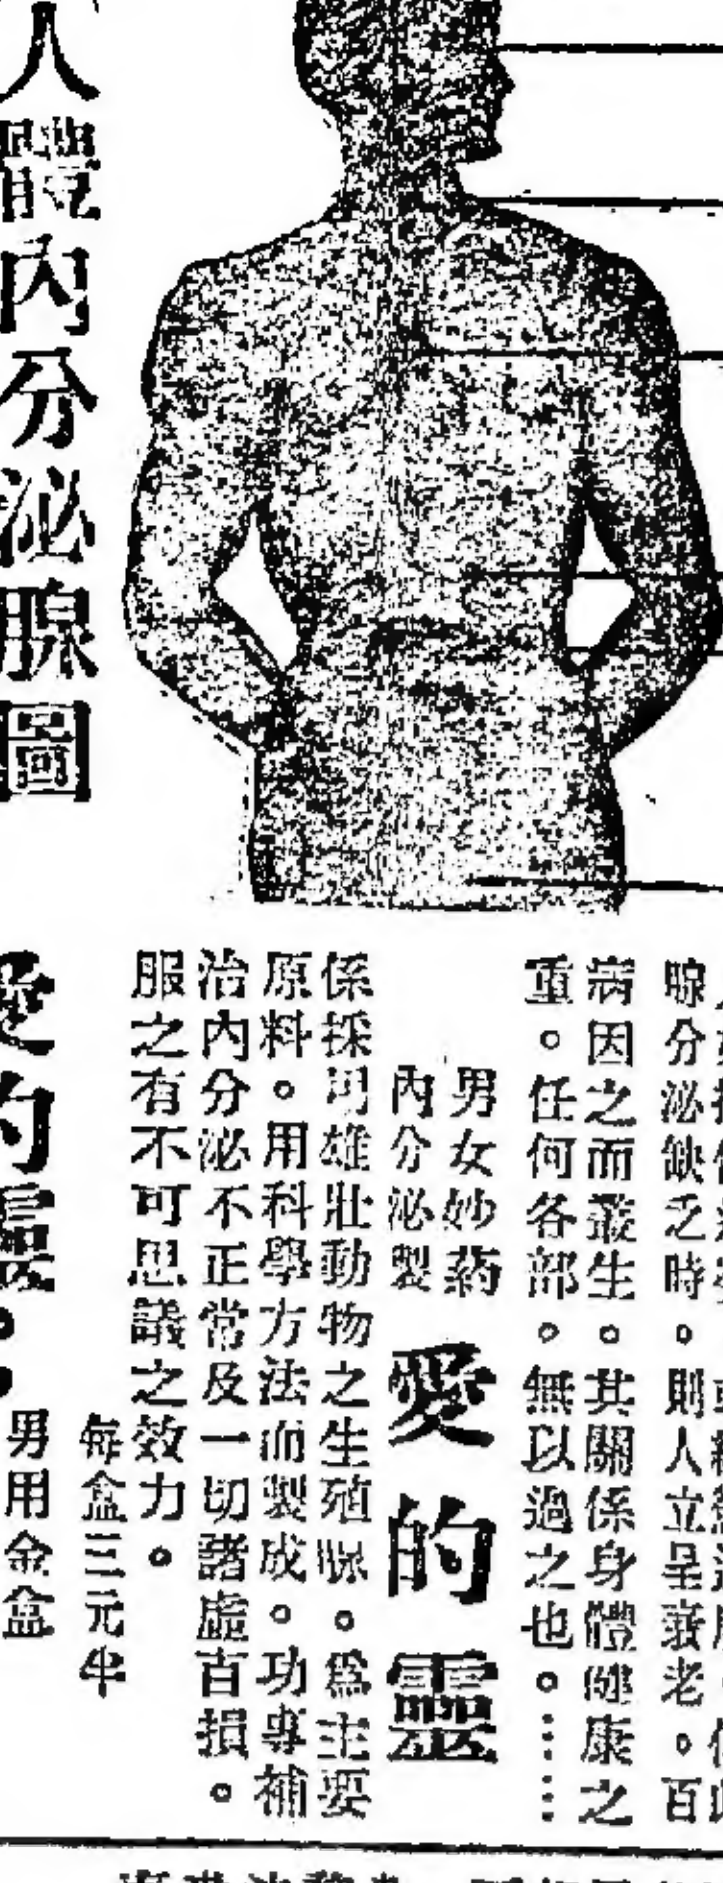 人體內分泌腺圖
腺分泌缺乏時。則人立呈衰老。百
病因之而叢生。其關係身體健康之
重。任何各部。無以過之也。……
男女妙药
內分泌製
愛的靈
係採用雄壯動物之生殖腺。爲主要
原料。用科學方法而製成。功專補
治內分泌不正常及一切諸虛百損。
服之有不可思議之效力。
每盒三元半
愛的靈。
男用金盒